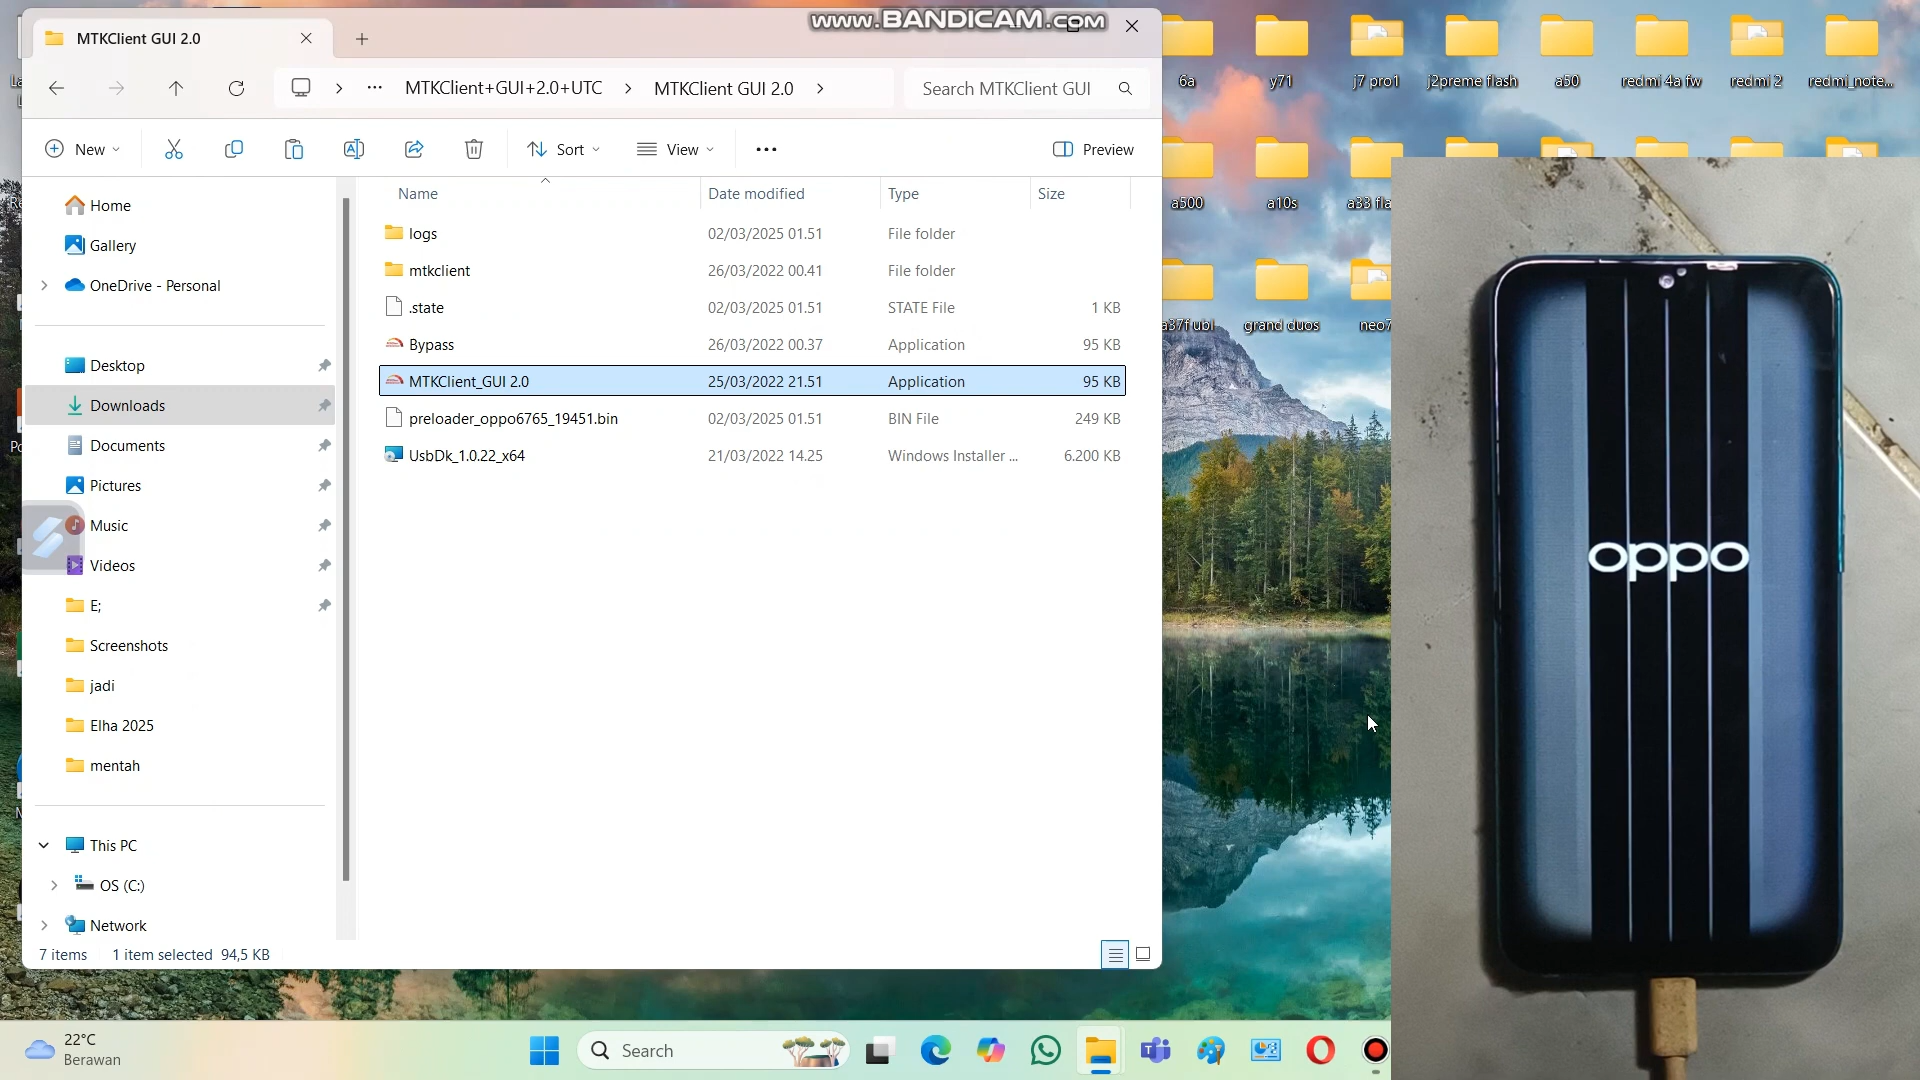 WWW.BANDICAM.COM
MTKClient GUI 2.0
MTKClient+GUI+2.0+UTC
MTKClient GUI 2.0
Search MTKClient GUI
New
Sort
View
Preview
Name
Date modified
Type
Size
logs
02/03/2025 01.51
File folder
mtkclient
26/03/2022 00.41
File folder
.state
02/03/2025 01.51
STATE File
1 KB
Bypass
26/03/2022 00.37
Application
95 KB
MTKClient_GUI 2.0
25/03/2022 21.51
Application
95 KB
preloader_oppo6765_19451.bin
02/03/2025 01.51
BIN File
249 KB
UsbDk_1.0.22_x64
21/03/2022 14.25
Windows Installer ...
6.200 KB
Home
Gallery
OneDrive - Personal
Desktop
Downloads
Documents
Pictures
Music
Videos
E;
Screenshots
jadi
Elha 2025
mentah
This PC
OS (C:)
Network
7 items
1 item selected 94,5 KB
6a
y71
j7 pro1
j2preme flash
a50
redmi 4a fw
redmi 2
redmi_note...
a500
a10s
a33 fla
a37f ubl
grand duos
neo7
oppo
22°C
Berawan
Search